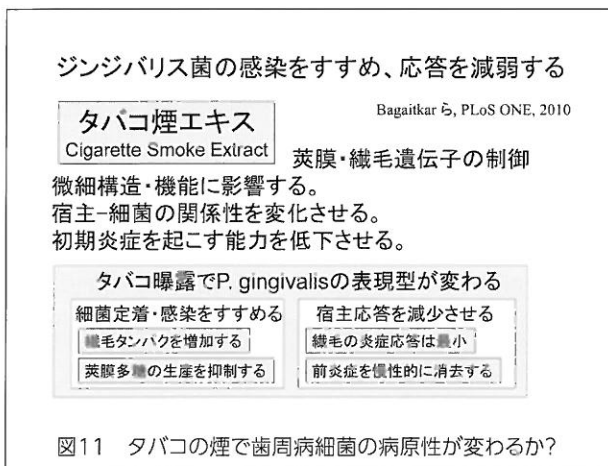 ジンジバリス菌の感染をすすめ、応答を減弱する
Bagaitkar ら, PLoS ONE, 2010
タバコ煙エキス
Cigarette Smoke Extract
莢膜・繊毛遺伝子の制御
微細構造・機能に影響する。
宿主-細菌の関係性を変化させる。
初期炎症を起こす能力を低下させる。
タバコ曝露でP. gingivalisの表現型が変わる
細菌定着・感染をすすめる
繊毛タンパクを増加する
莢膜多糖の生産を抑制する
宿主応答を減少させる
繊毛の炎症応答は最小
前炎症を慢性的に消去する
図11 タバコの煙で歯周病細菌の病原性が変わるか?